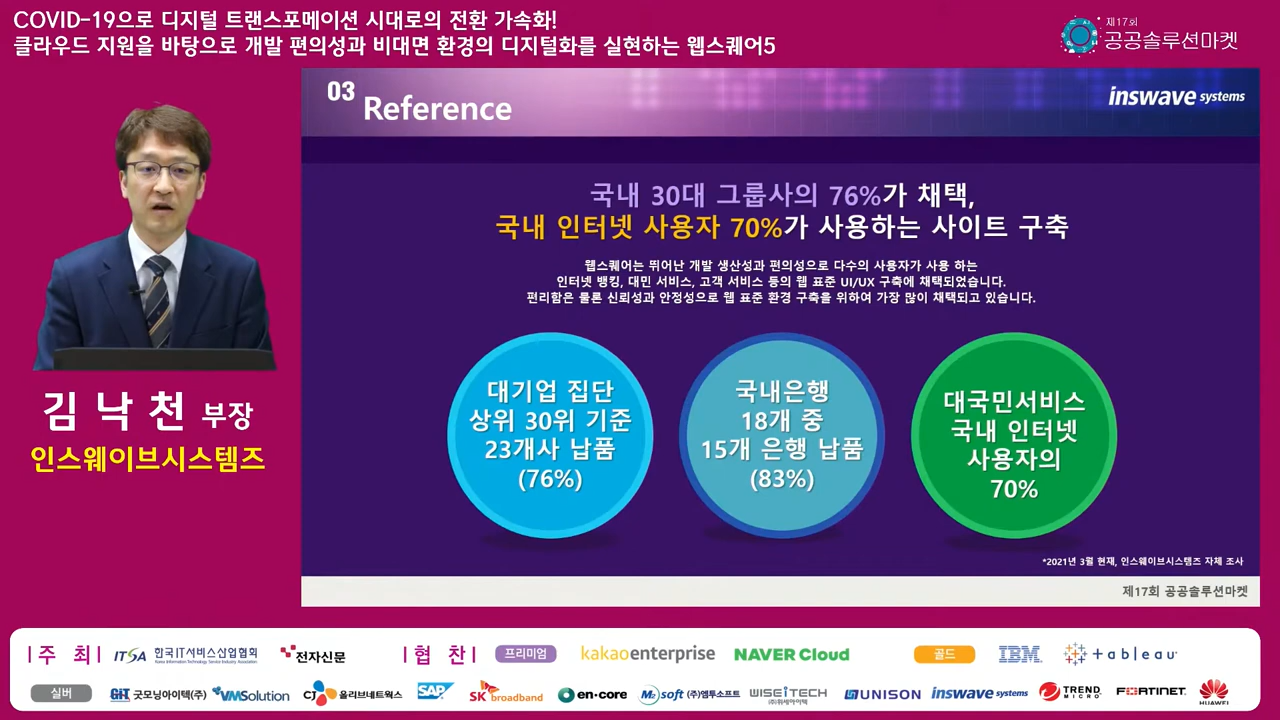 COVID-19으로 디지털 트랜스포메이션 시대로의 전환 가속화!
클라우드 지원을 바탕으로 개발 편의성과 비대면 환경의 디지털화를 실현하는 웹스퀘어5
제17회
공공솔루션마켓
03 Reference
inswave systems
국내 30대 그룹사의 76%가 채택,
국내 인터넷 사용자 70%가 사용하는 사이트 구축
웹스퀘어는 뛰어난 개발 생산성과 편의성으로 다수의 사용자가 사용 하는
인터넷 뱅킹, 대민 서비스, 고객 서비스 등의 웹 표준 UI/UX 구축에 채택되었습니다.
편리함은 물론 신뢰성과 안정성으로 웹 표준 환경 구축을 위하여 가장 많이 채택되고 있습니다.
대기업 집단
상위 30위 기준
23개사 납품
(76%)
국내은행
18개 중
15개 은행 납품
(83%)
대국민서비스
국내 인터넷
사용자의
70%
*2021년 3월 현재, 인스웨이브시스템즈 자체 조사
제17회 공공솔루션마켓
김 낙 천 부장
인스웨이브시스템즈
주 최 ITSA 한국IT서비스산업협회 전자신문 협 찬 프리미엄 kakaoenterprise NAVER Cloud 골드 IBM tableau
Korea Information Technology Service Industry Association
실버 GIT 굿모닝아이텍(주) VMSolution CJ 올리브네트웍스 SAP SK broadband en-core M2soft (주)엠투소프트 WISEiTECH (주)위세아이텍 UNISON inswave systems TREND MICRO FORTINET HUAWEI